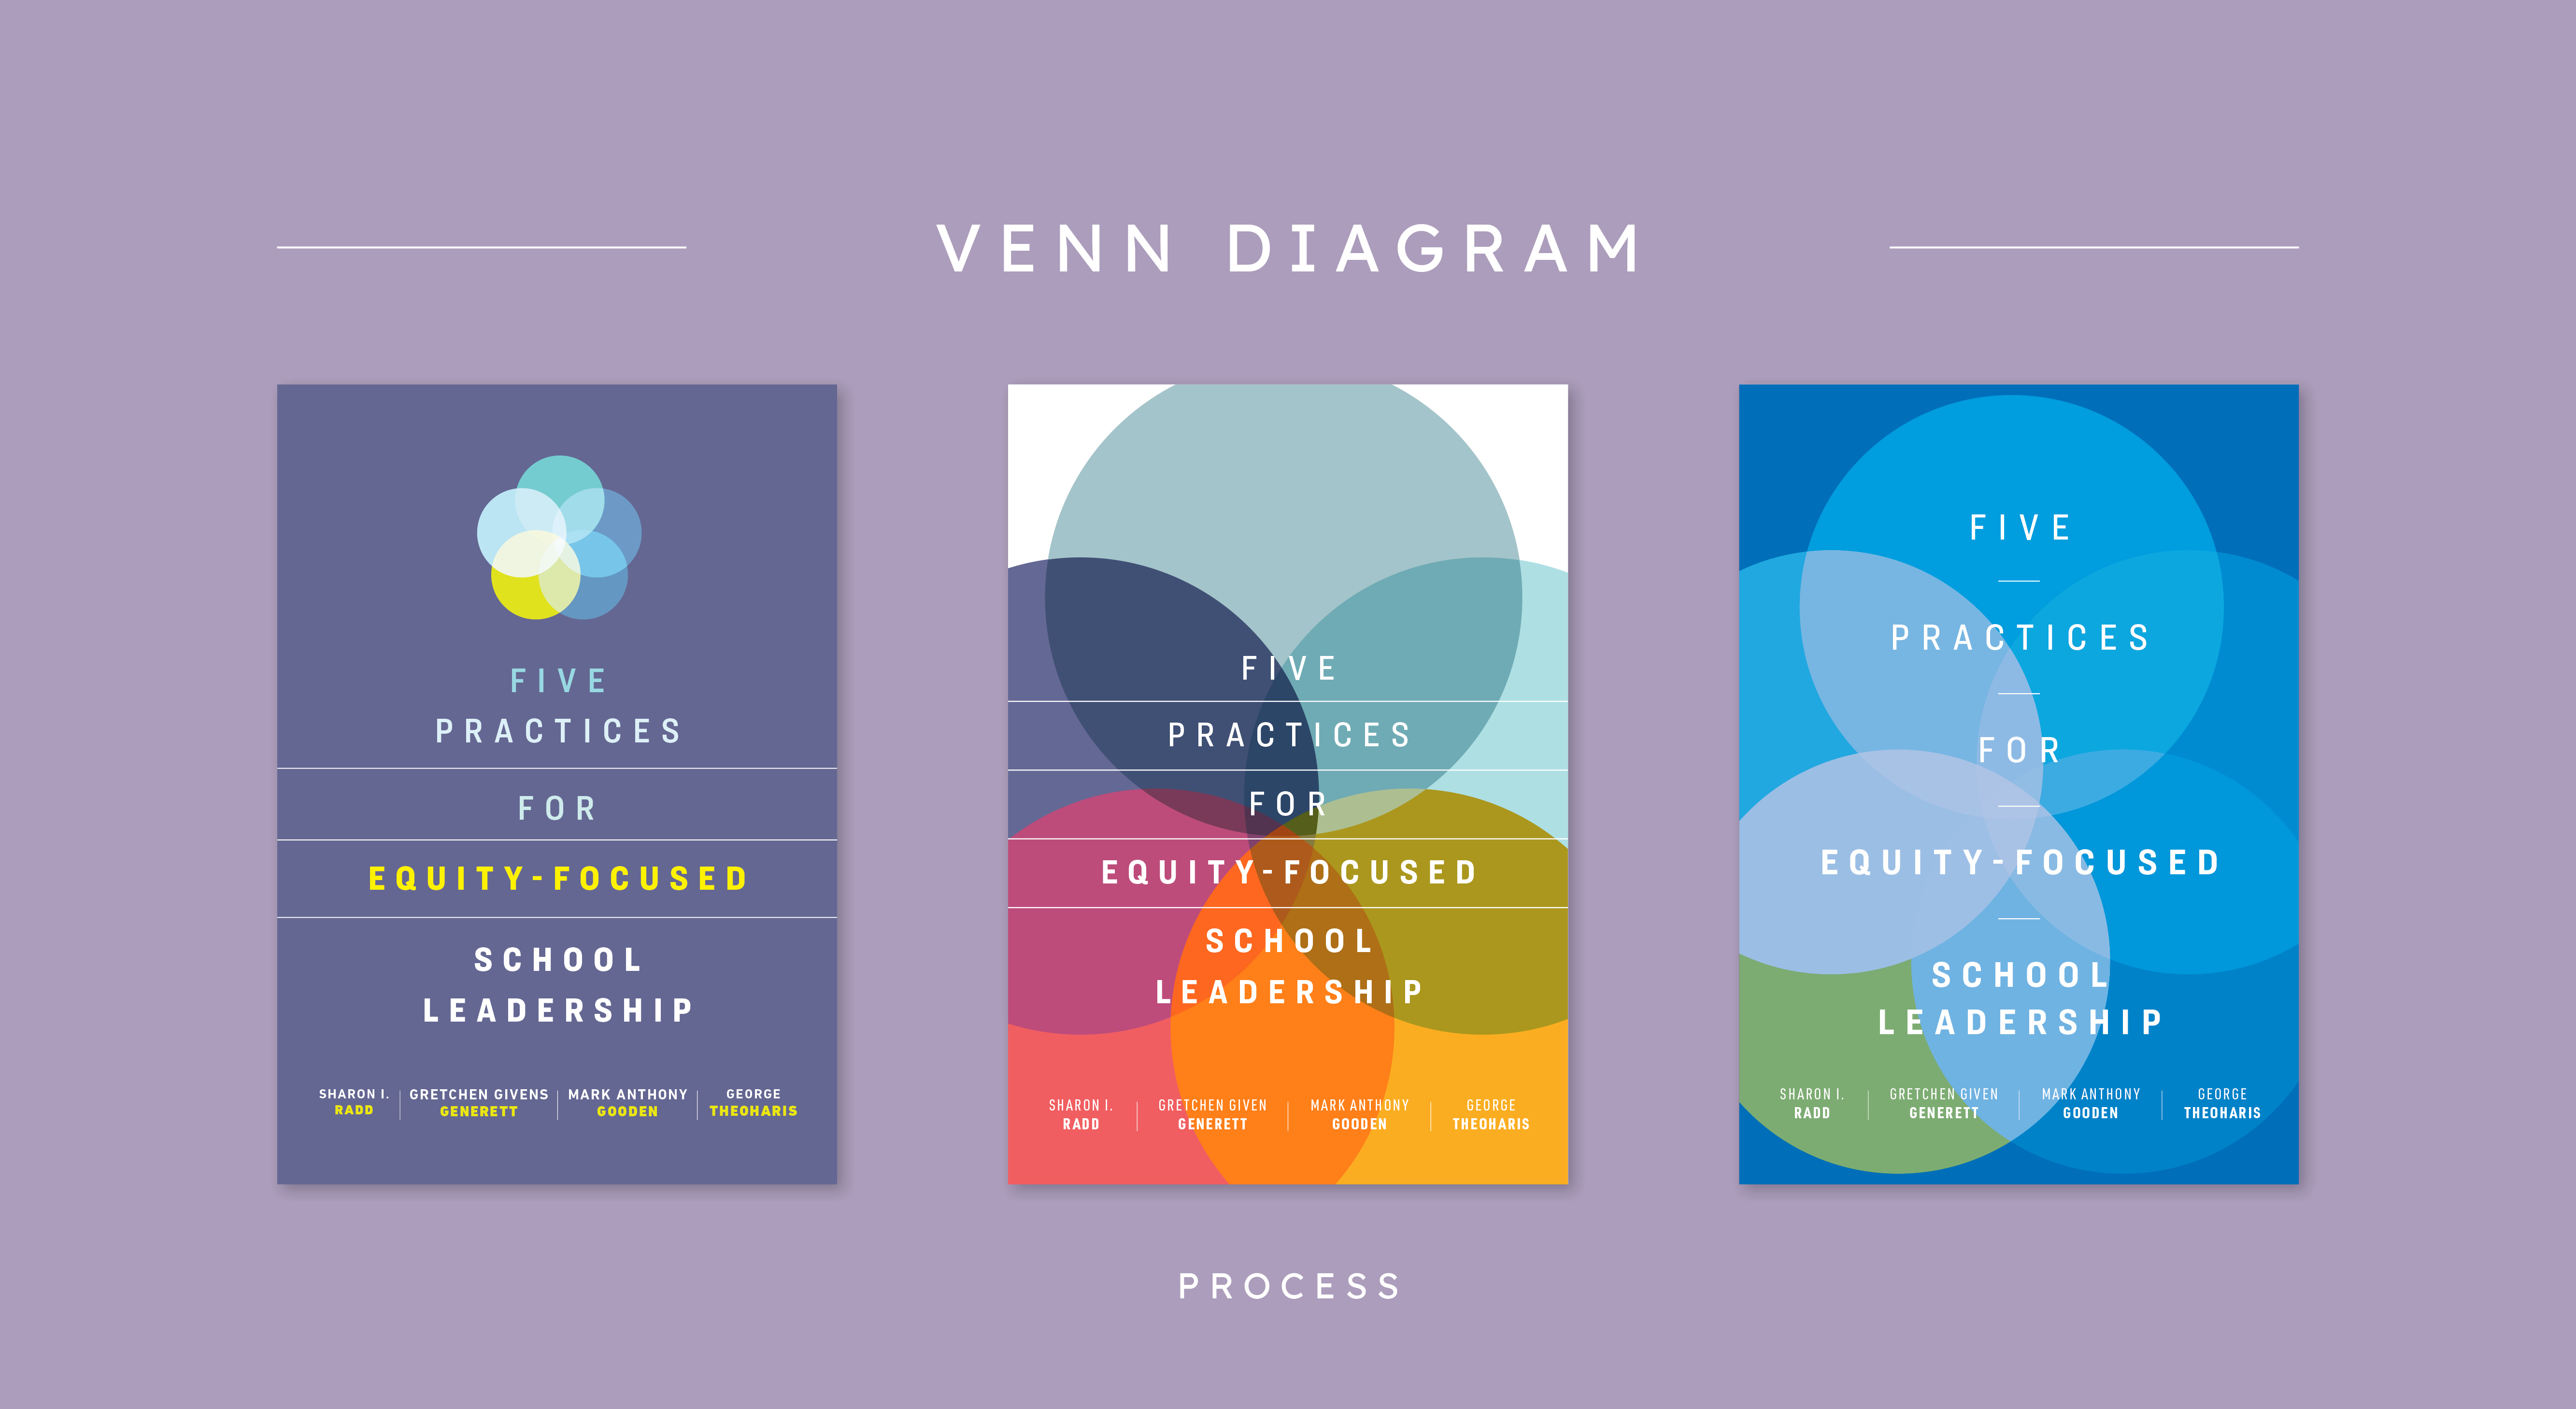 VENN DIAGRAM
FIVE
PRACTICES
FOR
EQUITY-FOCUSED
SCHOOL
LEADERSHIP
SHARON I.
RADD
GRETCHEN GIVENS
GENERETT
MARK ANTHONY
GOODEN
GEORGE
THEOHARIS
FIVE
PRACTICES
FOR
EQUITY-FOCUSED
SCHOOL
LEADERSHIP
SHARON I.
RADD
GRETCHEN GIVEN
GENERETT
MARK ANTHONY
GOODEN
GEORGE
THEOHARIS
FIVE
PRACTICES
FOR
EQUITY-FOCUSED
SCHOOL
LEADERSHIP
SHARON I.
RADD
GRETCHEN GIVEN
GENERETT
MARK ANTHONY
GOODEN
GEORGE
THEOHARIS
PROCESS